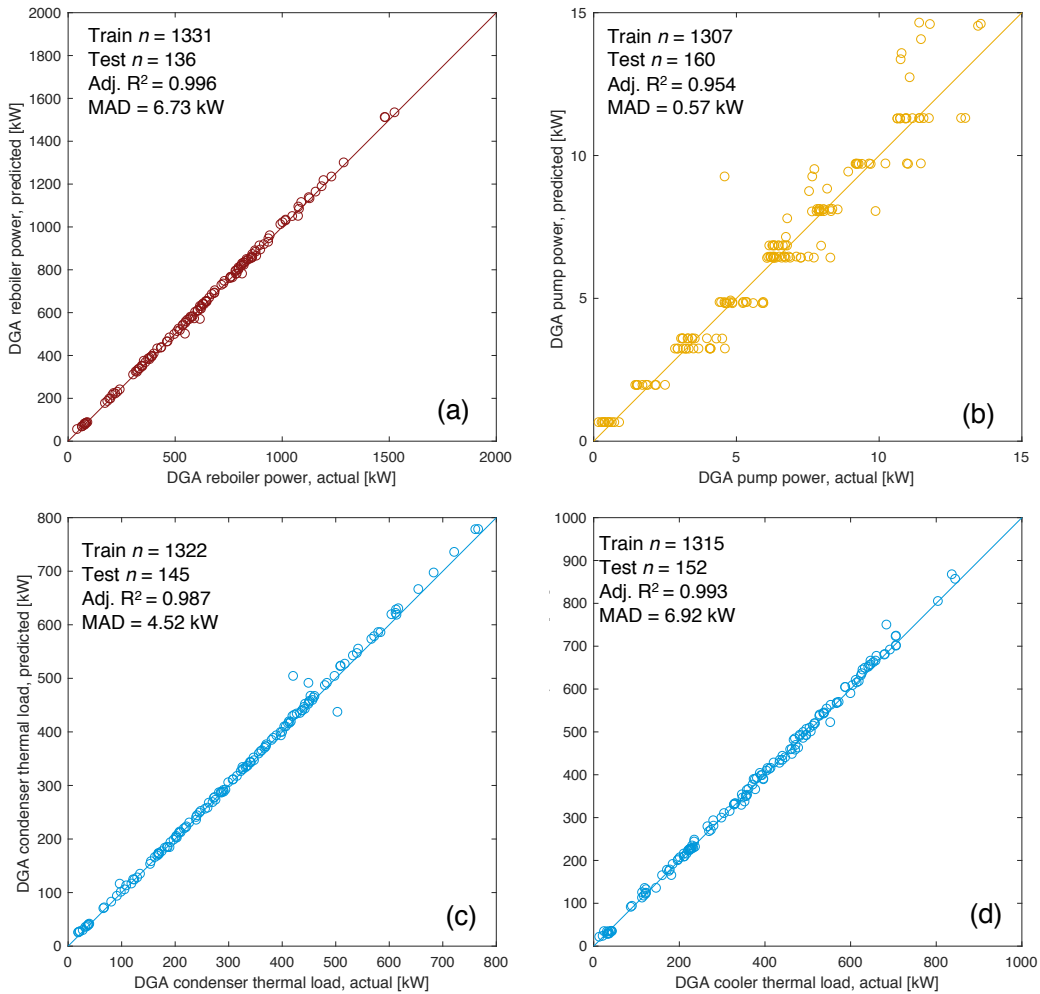 2000
1800
1600
1400
1200
1000
800
600
400
200
0
DGA reboiler power, predicted [kW]
Train n = 1331
Test n = 136
Adj. R² = 0.996
MAD = 6.73 kW
(a)
0 500 1000 1500 2000
DGA reboiler power, actual [kW]
15
10
5
0
DGA pump power, predicted [kW]
Train n = 1307
Test n = 160
Adj. R² = 0.954
MAD = 0.57 kW
(b)
0 5 10 15
DGA pump power, actual [kW]
800
700
600
500
400
300
200
100
0
DGA condenser thermal load, predicted [kW]
Train n = 1322
Test n = 145
Adj. R² = 0.987
MAD = 4.52 kW
(c)
0 100 200 300 400 500 600 700 800
DGA condenser thermal load, actual [kW]
1000
900
800
700
600
500
400
300
200
100
0
Train n = 1315
Test n = 152
Adj. R² = 0.993
MAD = 6.92 kW
(d)
0 200 400 600 800 1000
DGA cooler thermal load, actual [kW]